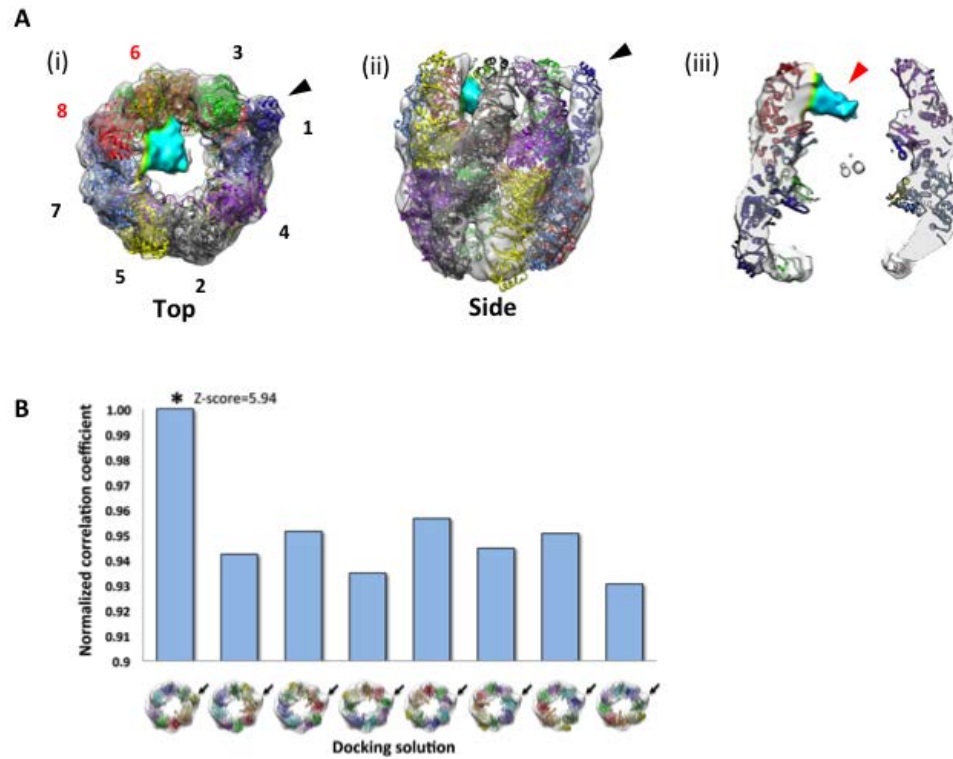 A
(i)
6
3
8
1
7
4
5
2
Top
(ii)
Side
(iii)
B
* Z-score=5.94
Normalized correlation coefficient
1.00
0.99
0.98
0.97
0.96
0.95
0.94
0.93
0.92
0.91
0.9
Docking solution